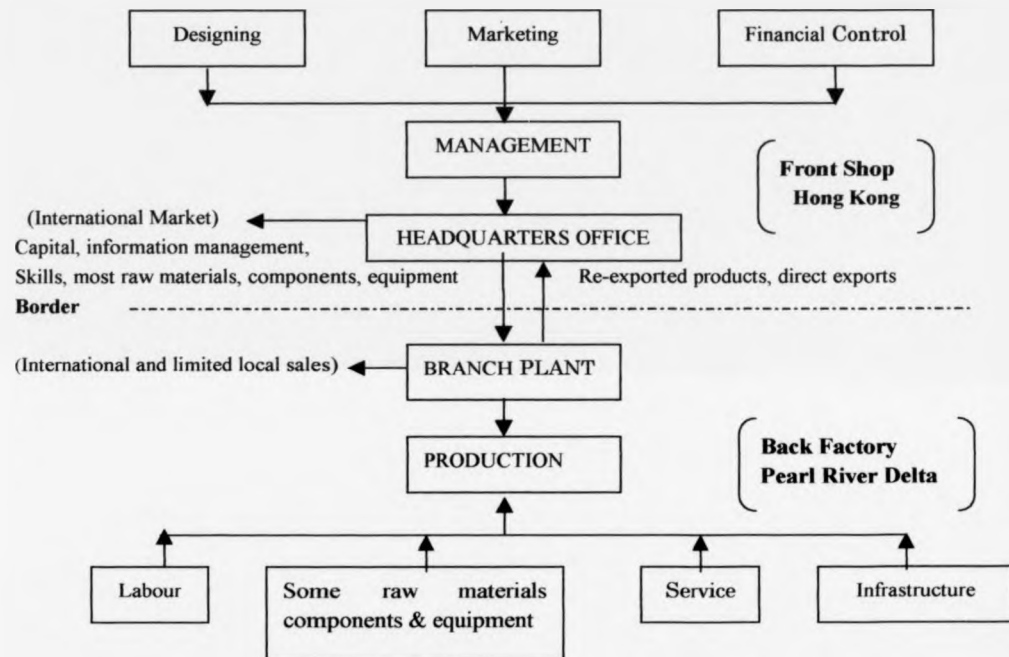 Designing
Marketing
Financial Control
MANAGEMENT
Front Shop
Hong Kong
(International Market)
HEADQUARTERS OFFICE
Capital, information management,
Skills, most raw materials, components, equipment
Re-exported products, direct exports
Border
(International and limited local sales)
BRANCH PLANT
Back Factory
Pearl River Delta
PRODUCTION
Labour
Some raw materials
components & equipment
Service
Infrastructure